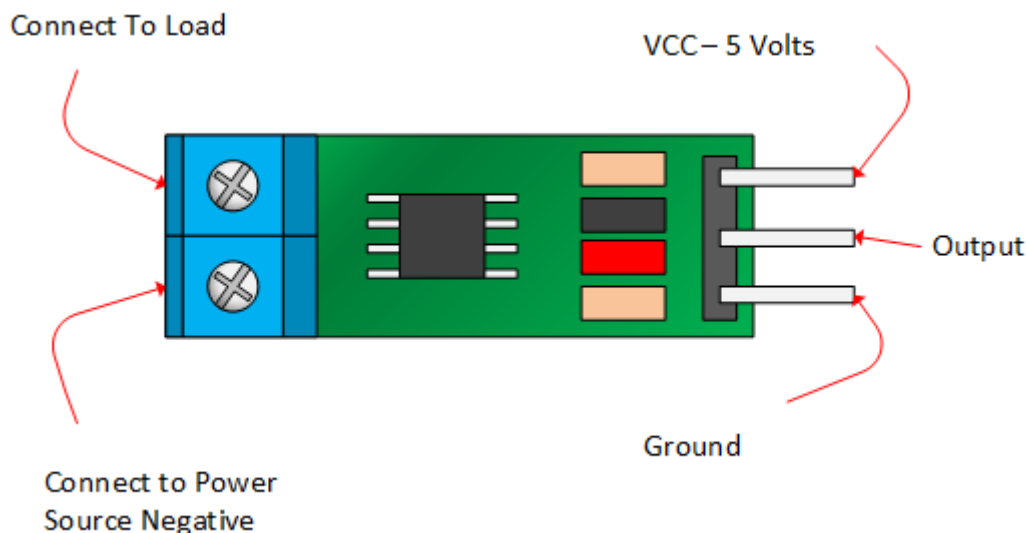 Connect To Load
VCC – 5 Volts
Output
Ground
Connect to Power
Source Negative